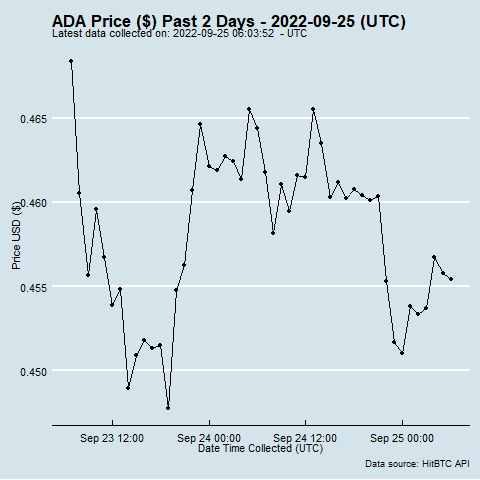 ADA Price ($) Past 2 Days - 2022-09-25 (UTC)
Latest data collected on: 2022-09-25 06:03:52  - UTC
0.465
0.460
0.455
0.450
Price USD ($)
Sep 23 12:00 Sep 24 00:00 Sep 24 12:00 Sep 25 00:00
Date Time Collected (UTC)
Data source: HitBTC API